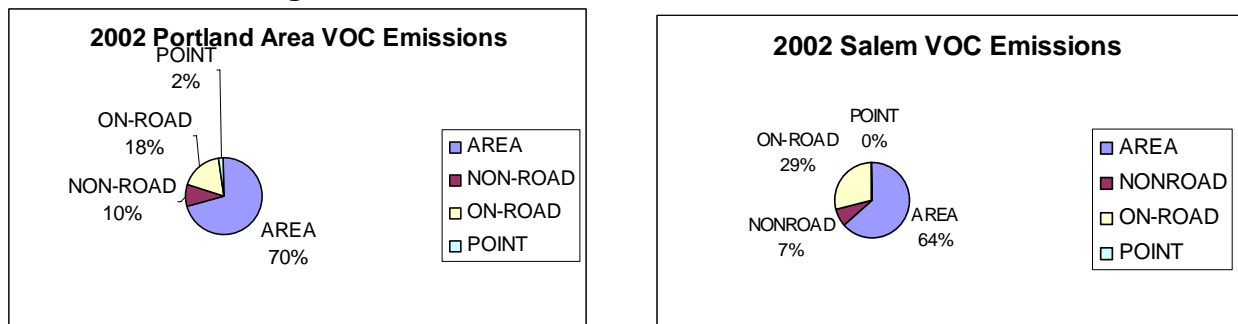 2002 Portland Area VOC Emissions
POINT
2%
ON-ROAD
18%
NON-ROAD
10%
AREA
70%
AREA
NON-ROAD
ON-ROAD
POINT
2002 Salem VOC Emissions
POINT
0%
ON-ROAD
29%
NONROAD
7%
AREA
64%
AREA
NONROAD
ON-ROAD
POINT